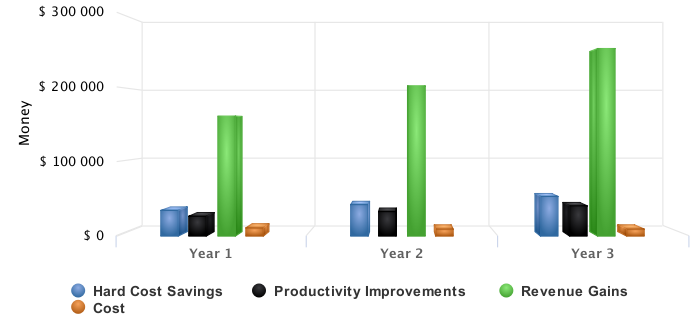 $ 300 000
$ 200 000
$ 100 000
$ 0
Money
Year 1
Year 2
Year 3
Hard Cost Savings
Productivity Improvements
Revenue Gains
Cost